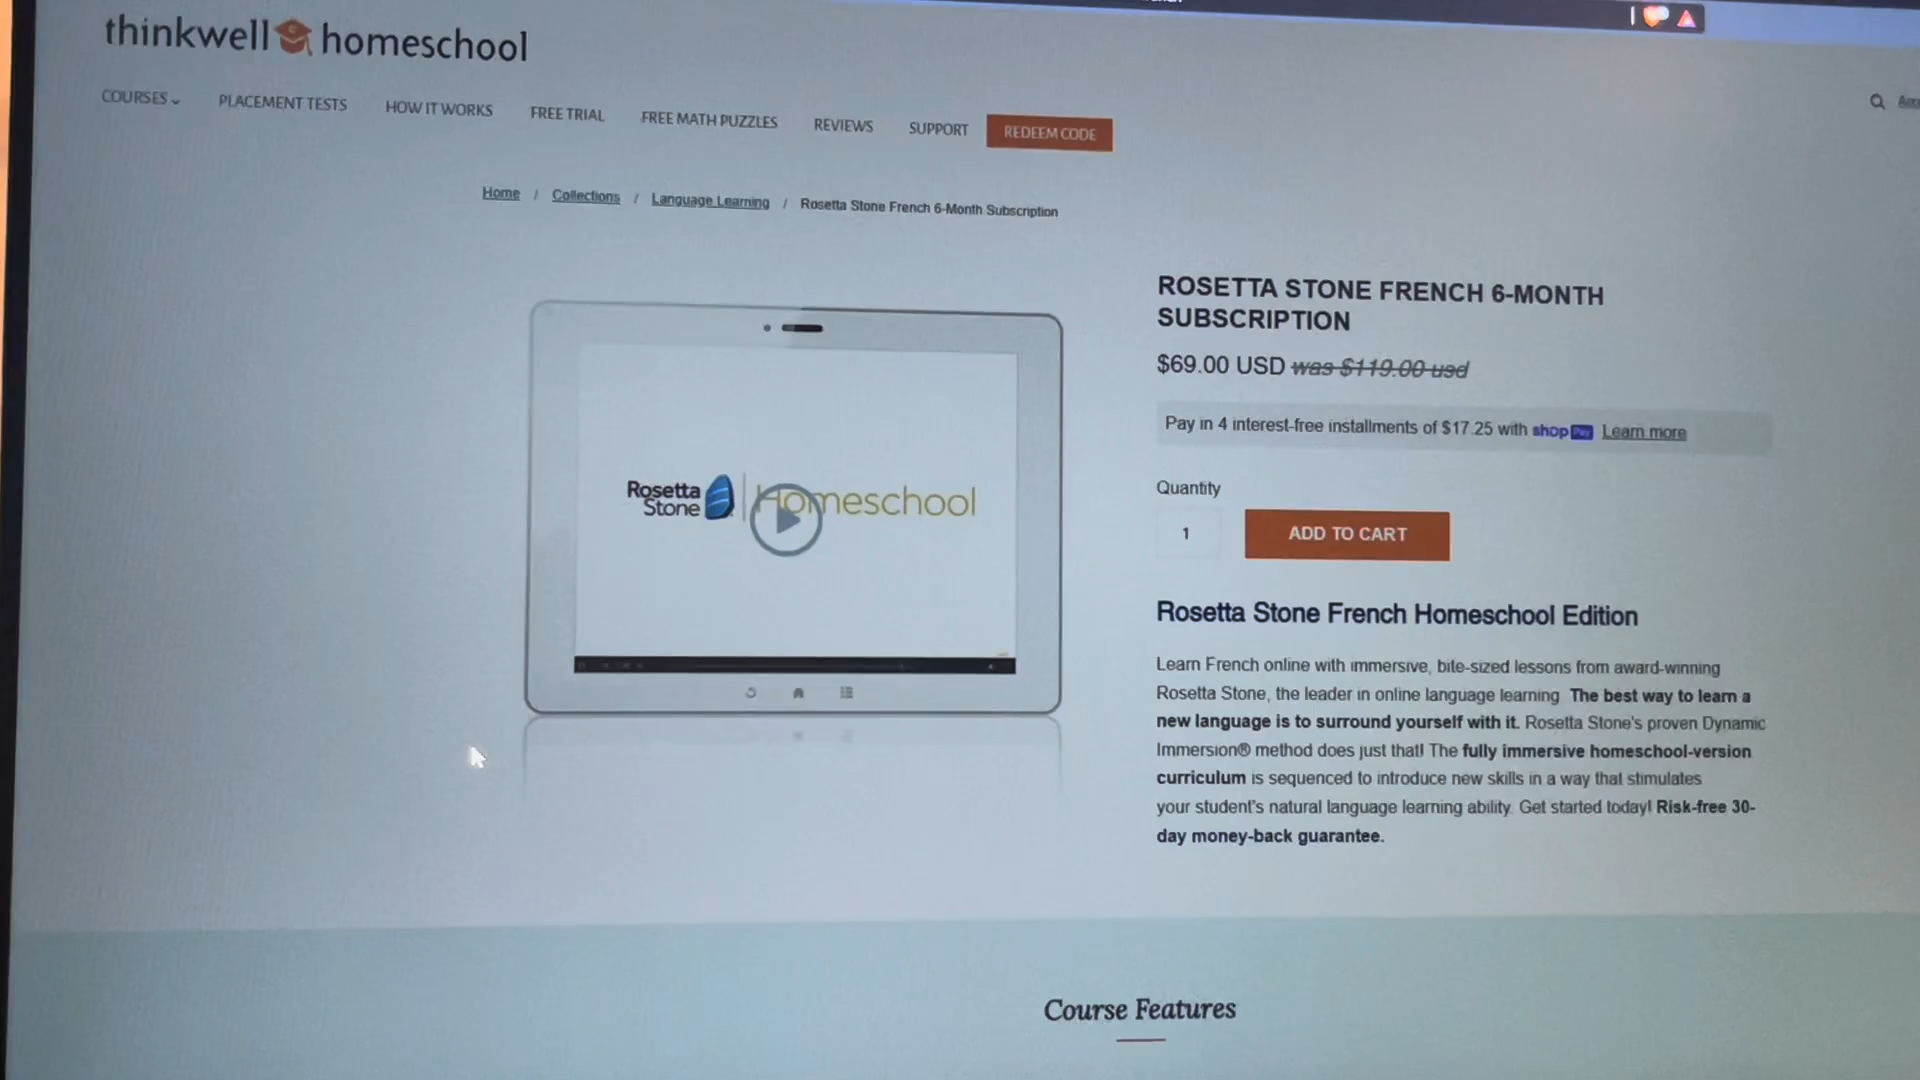 thinkwell homeschool
COURSES
PLACEMENT TESTS
HOW IT WORKS
FREE TRIAL
FREE MATH PUZZLES
REVIEWS
SUPPORT
REDEEM CODE
Home / Collections / Language Learning / Rosetta Stone French 6-Month Subscription
Rosetta
Stone
Homeschool
ROSETTA STONE FRENCH 6-MONTH
SUBSCRIPTION
$69.00 USD was $119.00 usd
Pay in 4 interest-free installments of $17.25 with shop Pay Learn more
Quantity
1
ADD TO CART
Rosetta Stone French Homeschool Edition
Learn French online with immersive, bite-sized lessons from award-winning
Rosetta Stone, the leader in online language learning The best way to learn a
new language is to surround yourself with it. Rosetta Stone's proven Dynamic
Immersion® method does just that! The fully immersive homeschool-version
curriculum is sequenced to introduce new skills in a way that stimulates
your student's natural language learning ability. Get started today! Risk-free 30-
day money-back guarantee.
Course Features